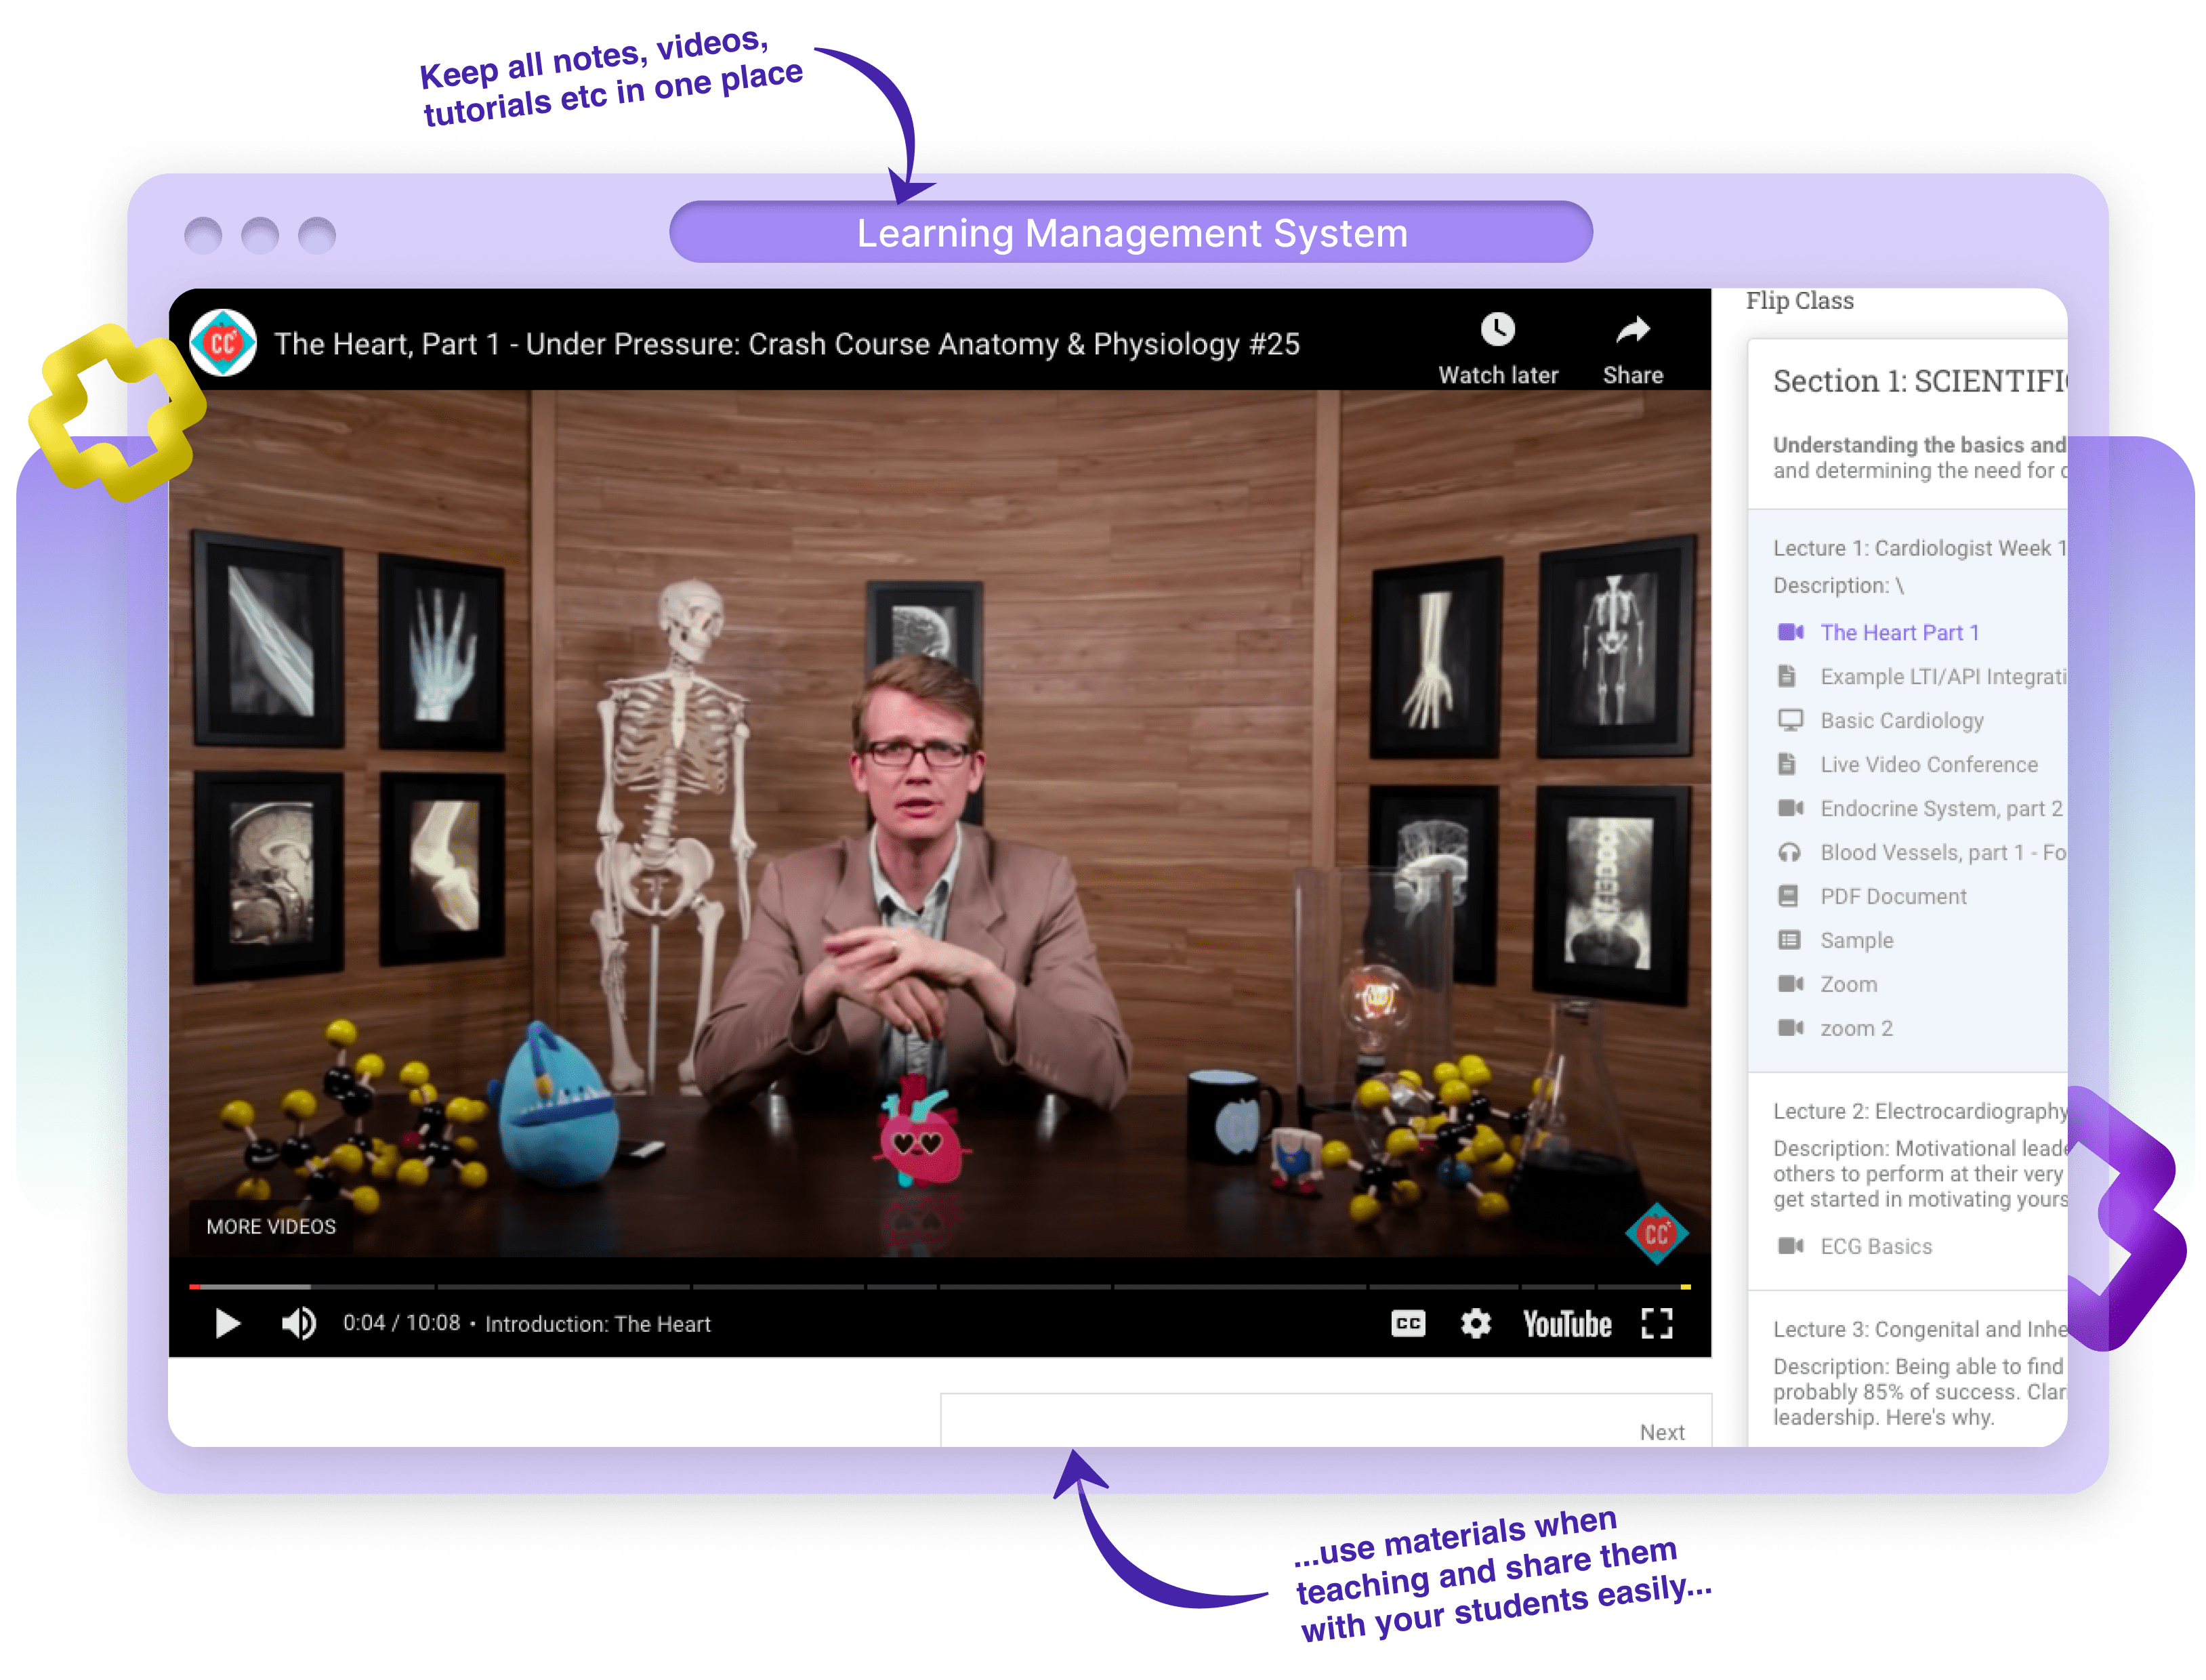 Keep all notes, videos,
tutorials etc in one place
Learning Management System
CC
The Heart, Part 1 - Under Pressure: Crash Course Anatomy & Physiology #25
Watch later
Share
MORE VIDEOS
CC
CC
0:04 / 10:08 • Introduction: The Heart
CC
YouTube
Next
Flip Class
Section 1: SCIENTIFI
Understanding the basics and
and determining the need for c
Lecture 1: Cardiologist Week 1
Description: \
The Heart Part 1
Example LTI/API Integrati
Basic Cardiology
Live Video Conference
Endocrine System, part 2
Blood Vessels, part 1 - Fo
PDF Document
Sample
Zoom
zoom 2
Lecture 2: Electrocardiography
Description: Motivational leade
others to perform at their very
get started in motivating yours
ECG Basics
Lecture 3: Congenital and Inhe
Description: Being able to find
probably 85% of success. Clar
leadership. Here's why.
...use materials when
teaching and share them
with your students easily...